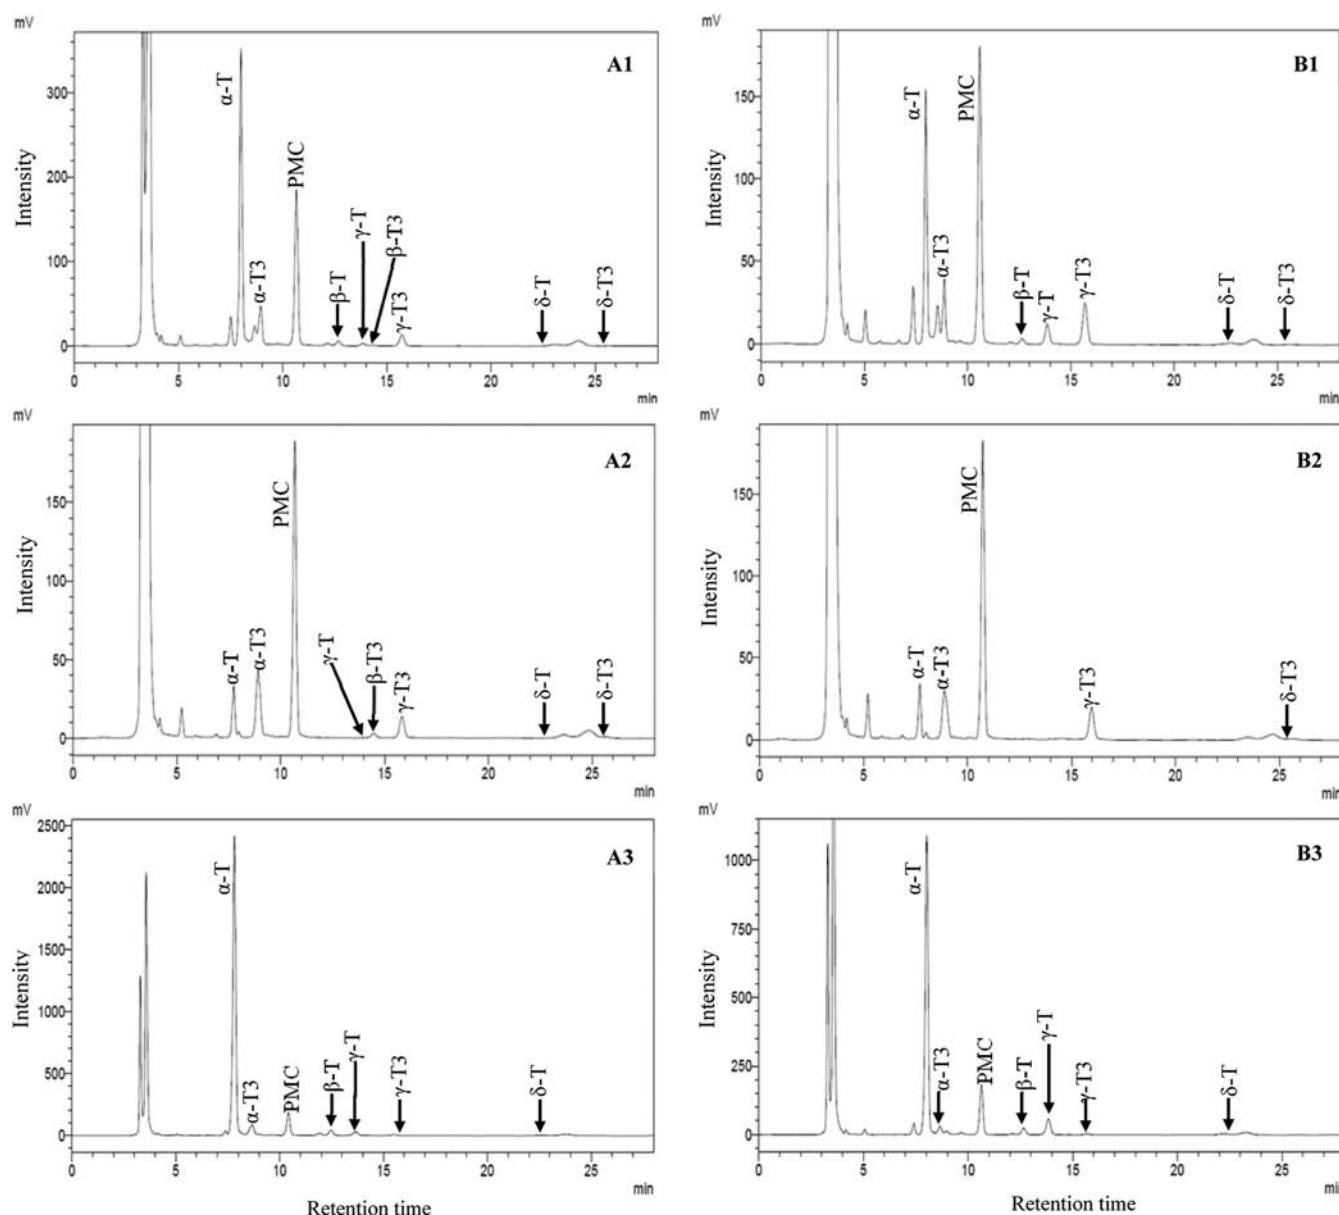 mV
A1
300
200
100
0
Intensity
α-T
α-T3
PMC
β-T
γ-T
β-T3
γ-T3
δ-T
δ-T3
0 5 10 15 20 25
min
mV
B1
150
100
50
0
Intensity
α-T
α-T3
PMC
β-T
γ-T
γ-T3
δ-T
δ-T3
0 5 10 15 20 25
min
mV
A2
150
100
50
0
Intensity
α-T
α-T3
PMC
γ-T
β-T3
γ-T3
δ-T
δ-T3
0 5 10 15 20 25
min
mV
B2
150
100
50
0
Intensity
α-T
α-T3
PMC
γ-T3
δ-T3
0 5 10 15 20 25
min
mV
A3
2500
2000
1500
1000
500
0
Intensity
α-T
α-T3
PMC
β-T
γ-T
γ-T3
δ-T
0 5 10 15 20 25
min
Retention time
mV
B3
1000
750
500
250
0
Intensity
α-T
α-T3
PMC
β-T
γ-T
γ-T3
δ-T
0 5 10 15 20 25
min
Retention time